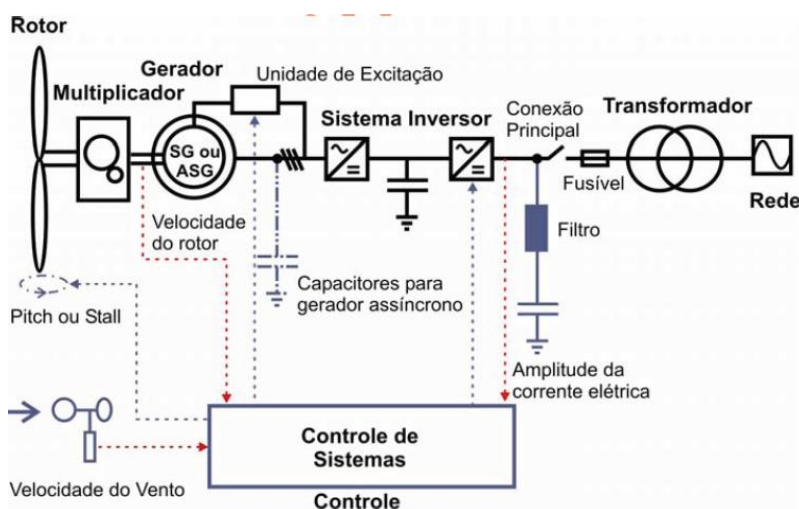 Rotor
Gerador
Multiplicador
Unidade de Excitação
Sistema Inversor
Conexão
Principal
Transformador
SG ou
ASG
Fusível
Rede
Velocidade
do rotor
Filtro
Capacitores para
gerador assíncrono
Pitch ou Stall
Amplitude da
corrente elétrica
Controle de
Sistemas
Velocidade do Vento
Controle